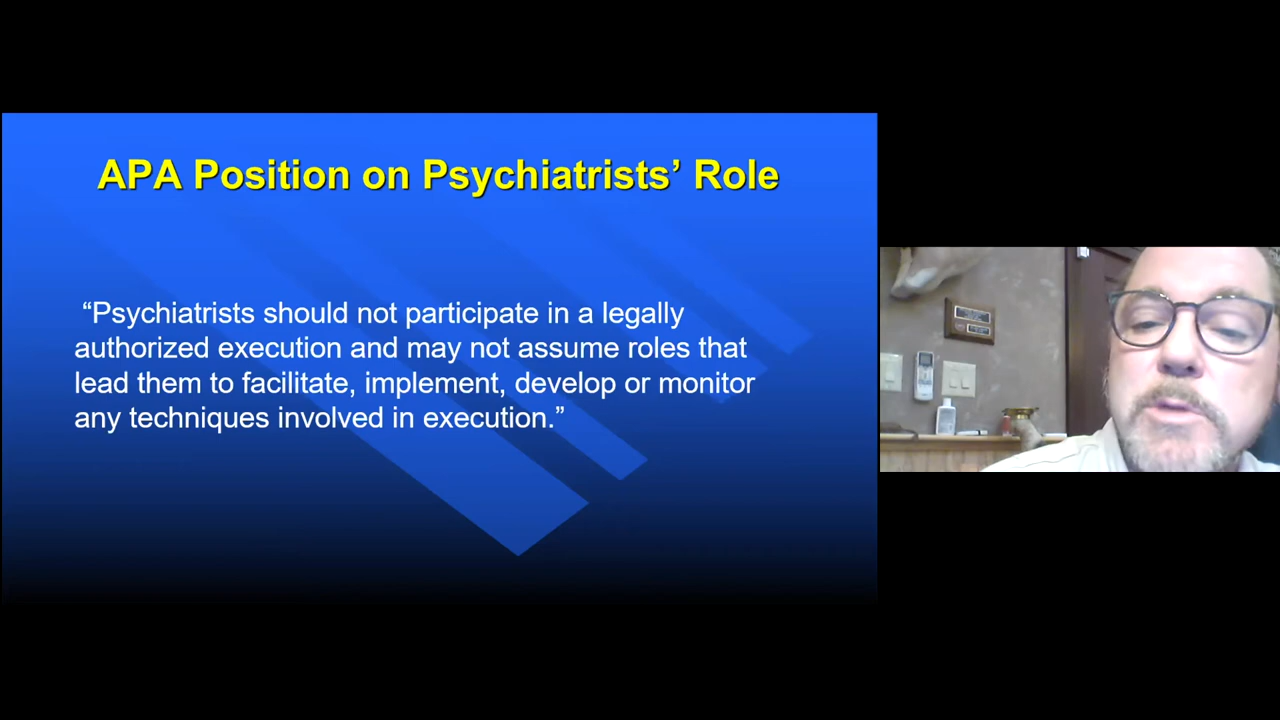 APA Position on Psychiatrists’ Role
“Psychiatrists should not participate in a legally
authorized execution and may not assume roles that
lead them to facilitate, implement, develop or monitor
any techniques involved in execution.”